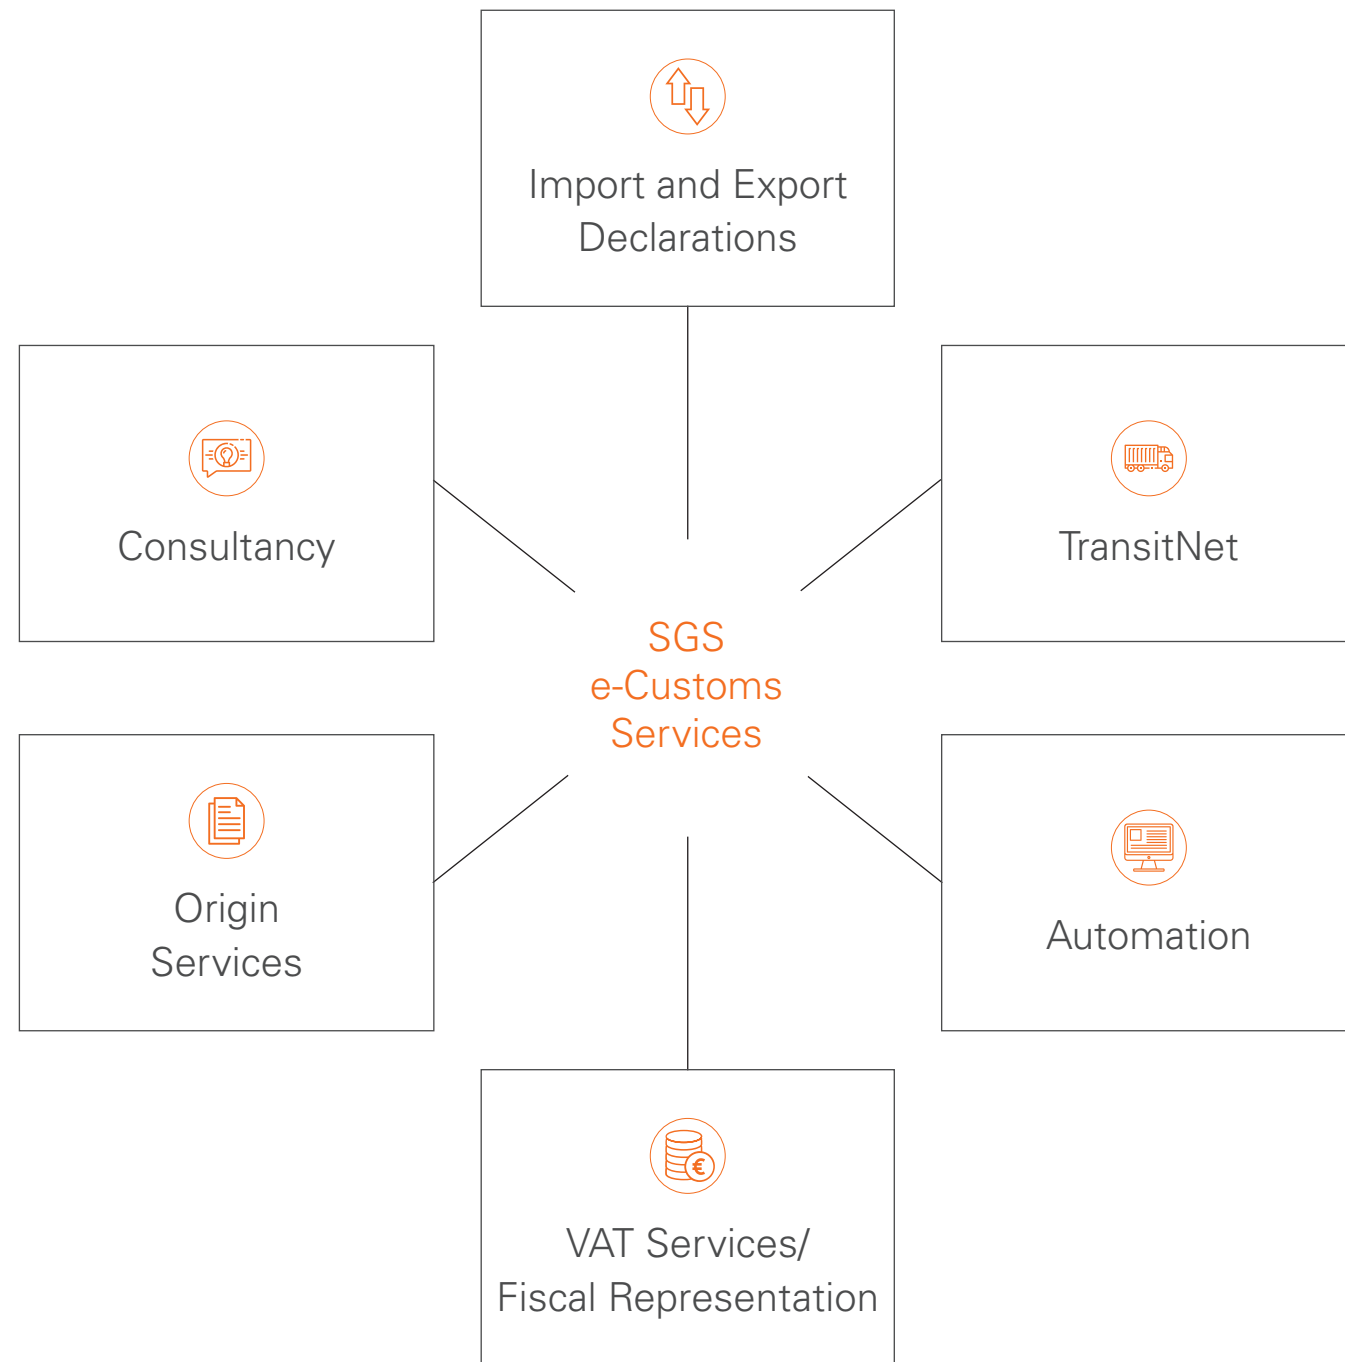 Import and Export
Declarations
Consultancy
TransitNet
SGS
e-Customs
Services
Origin
Services
Automation
€
VAT Services/
Fiscal Representation